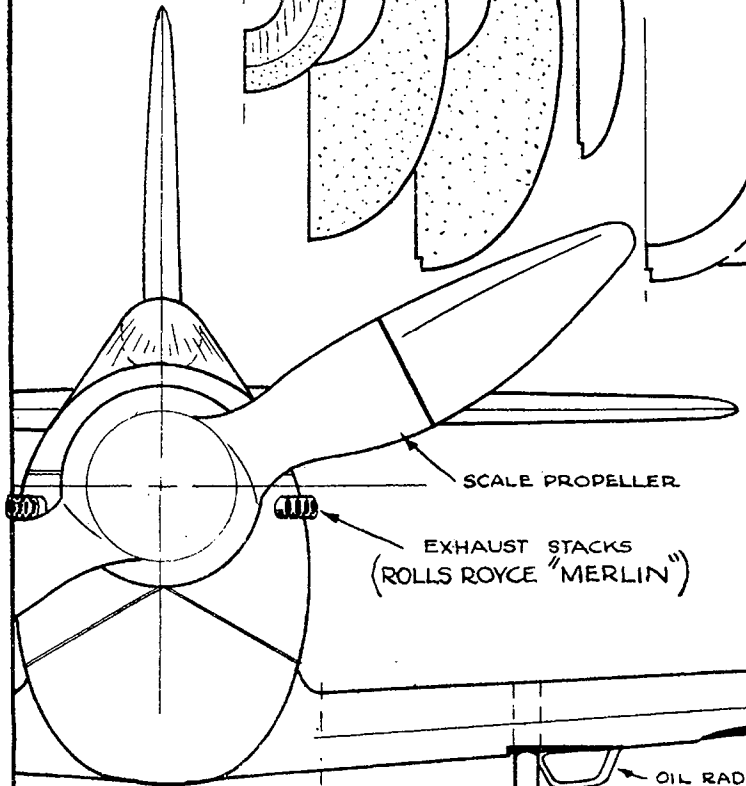 SCALE PROPELLER
EXHAUST STACKS
(ROLLS ROYCE "MERLIN")
OIL RAD